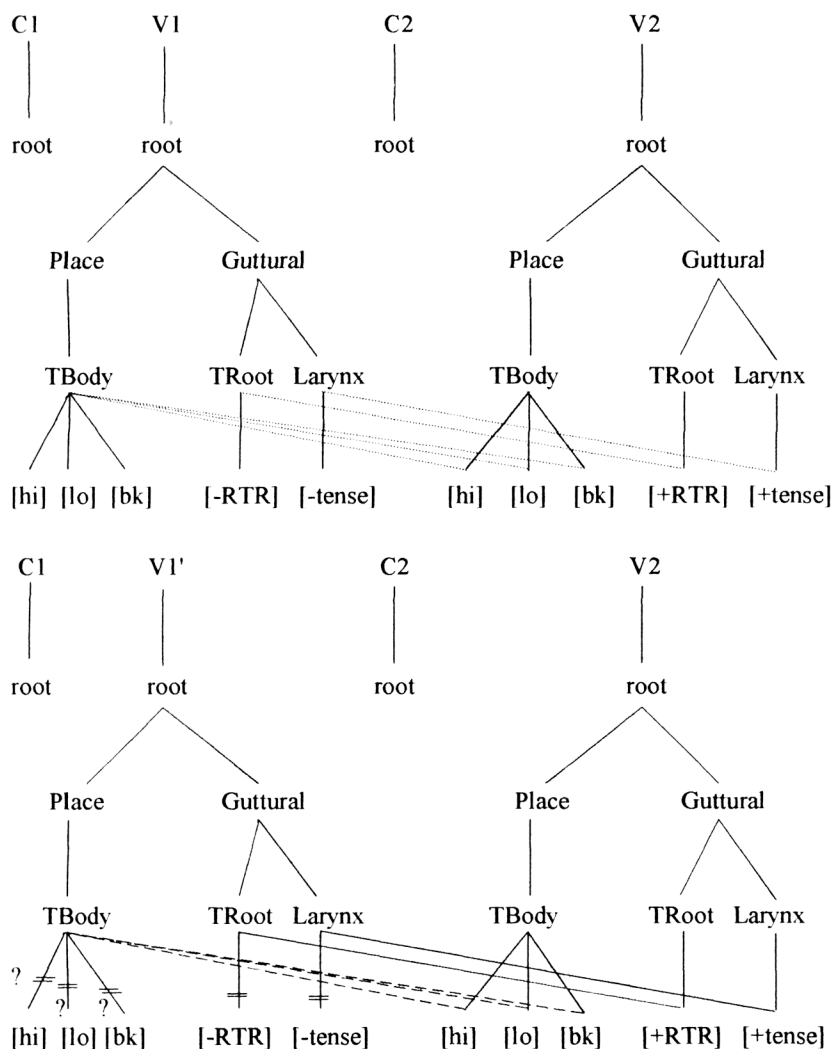 C1 V1 C2 V2
root root root root
Place Guttural Place Guttural
TBody TRoot Larynx TBody TRoot Larynx
[hi] [lo] [bk] [-RTR] [-tense] [hi] [lo] [bk] [+RTR] [+tense]
C1 V1' C2 V2
root root root root
Place Guttural Place Guttural
TBody TRoot Larynx TBody TRoot Larynx
? ? ?
[hi] [lo] [bk] [-RTR] [-tense] [hi] [lo] [bk] [+RTR] [+tense]